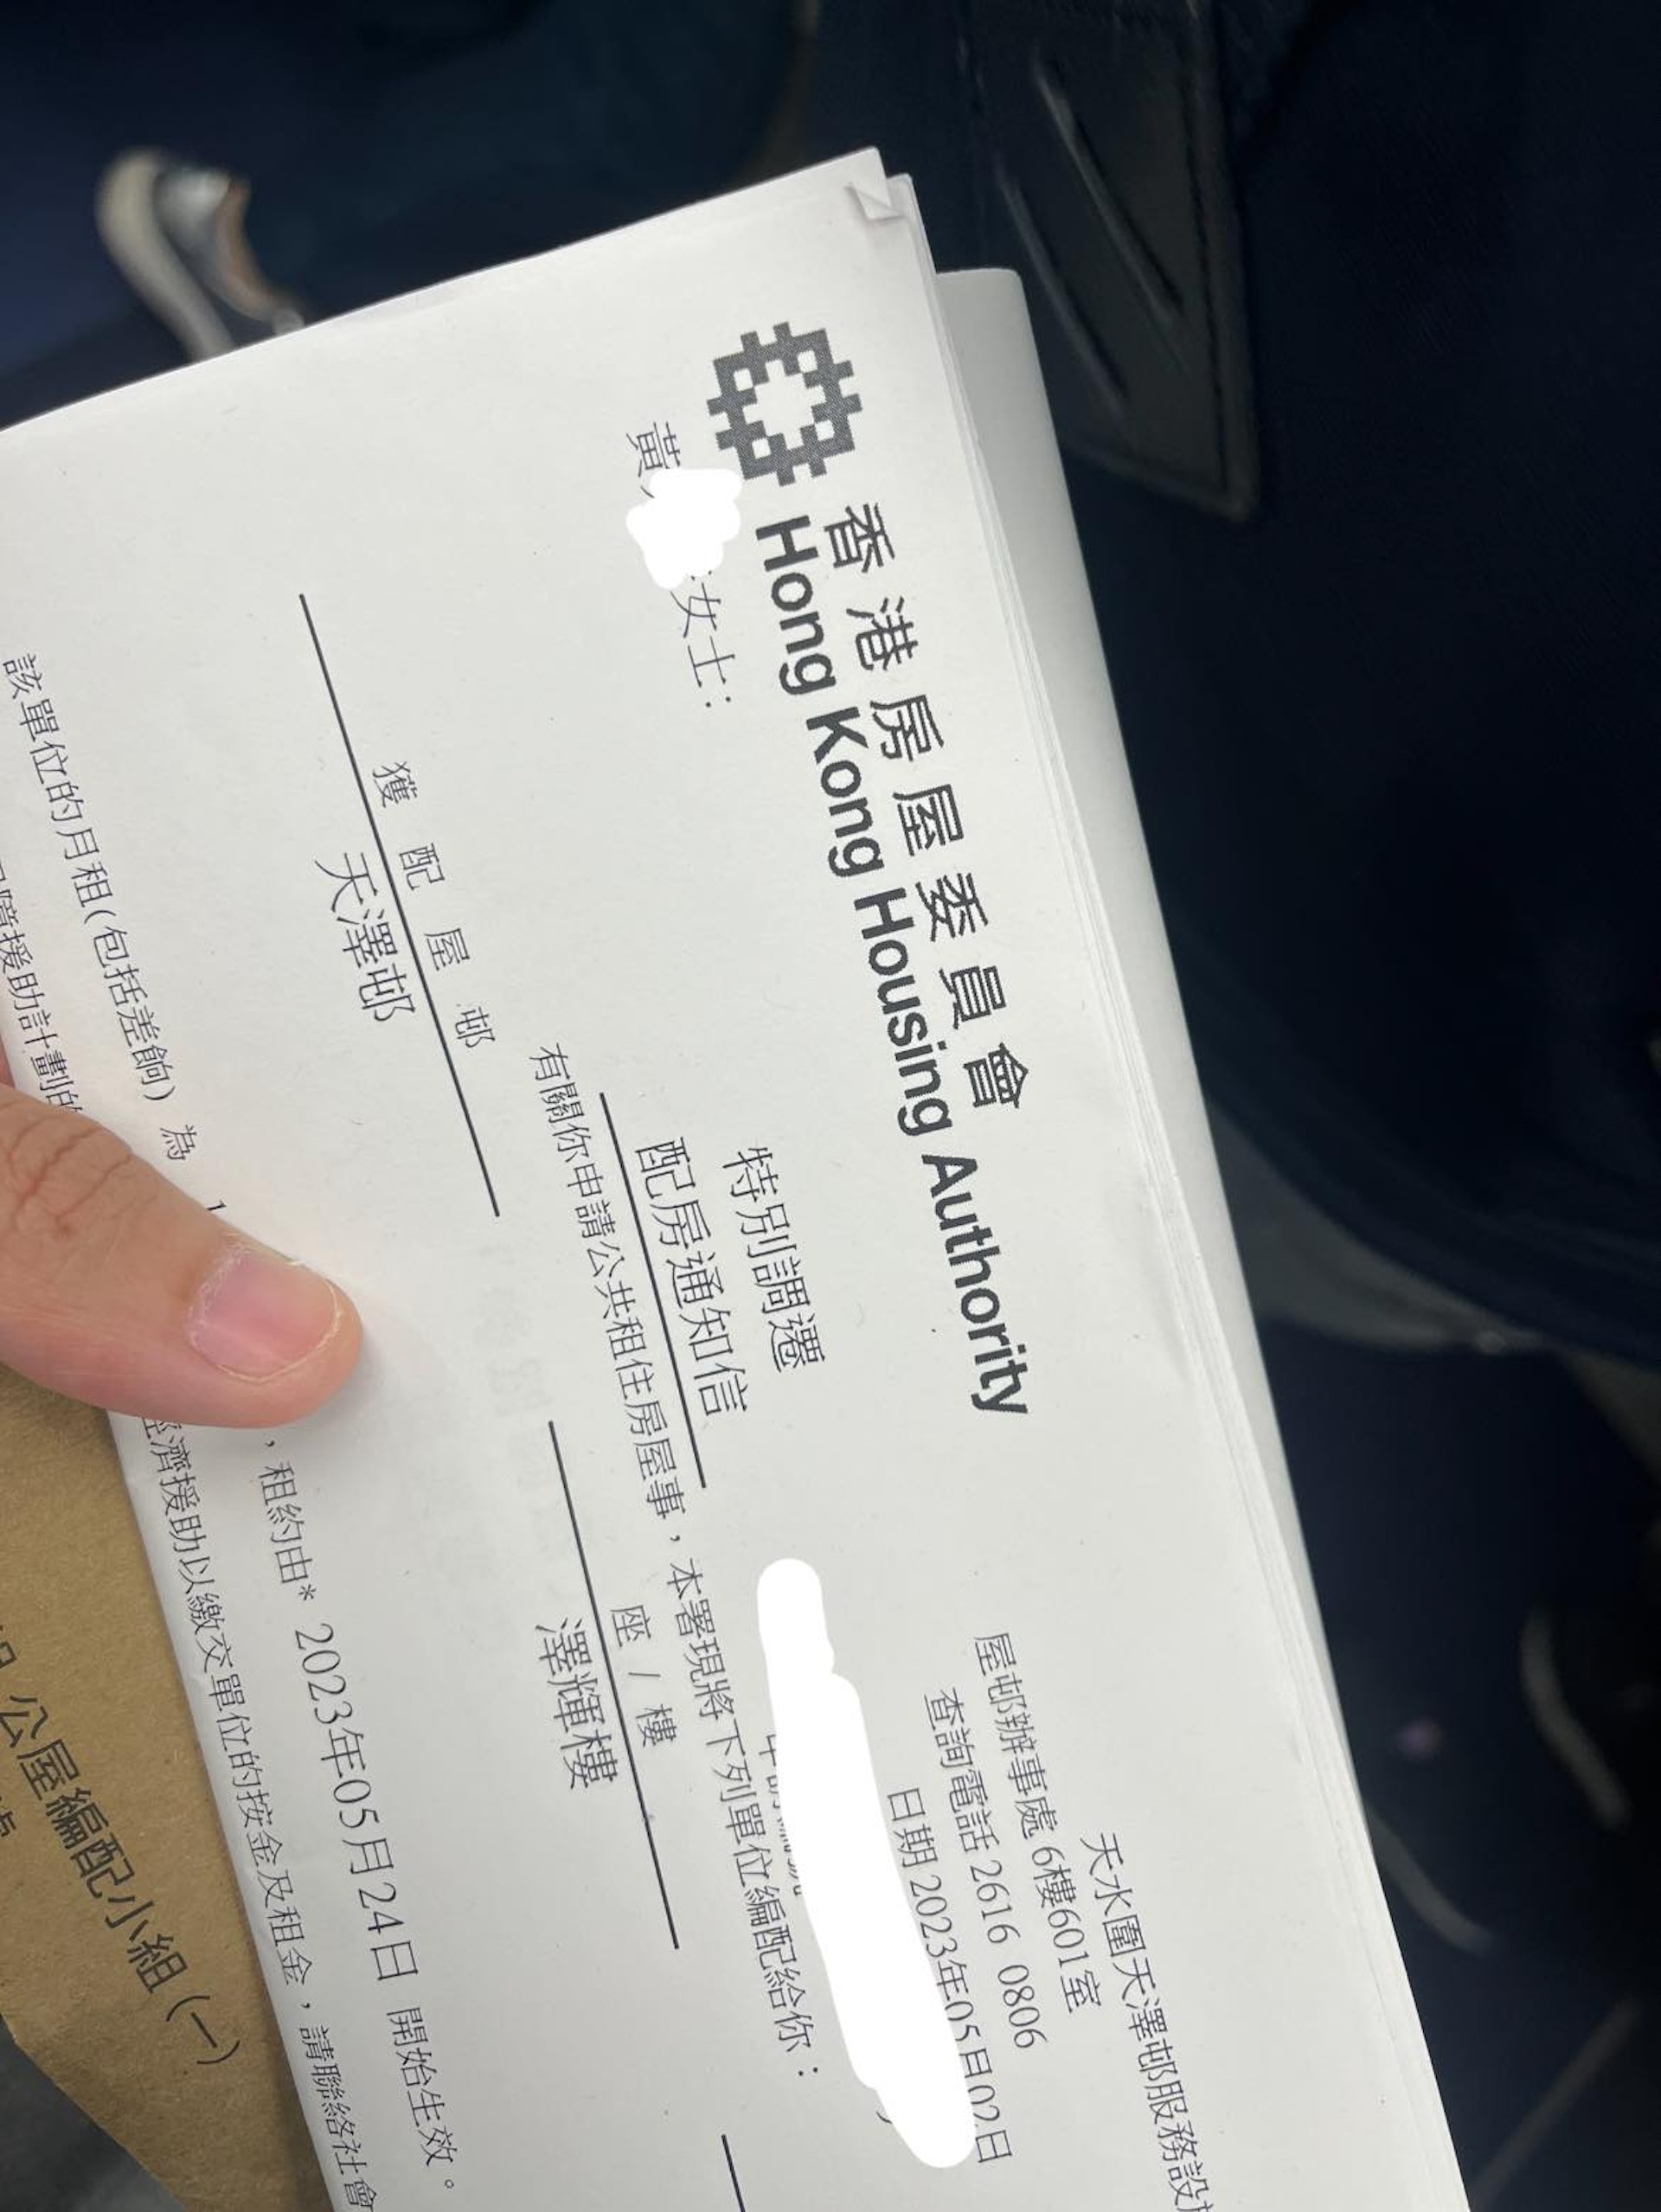 香港房屋委員會
Hong Kong Housing Authority
天水圍天澤邨服務設
屋邨辦事處 6樓601室
查詢電話 2616 0806
日期 2023年05月02日
黃
女士：
特別調遷
配房通知信
有關你申請公共租住房屋事，本署現將下列單位編配給你：
獲配屋邨
座 / 樓
天澤邨
澤輝樓
該單位的月租(包括差餉) 為 1
，租約由* 2023年05月24日 開始生效。
援助計劃
濟援助以繳交單位的按金及租金，請聯絡社會
公屋編配小組 (一)